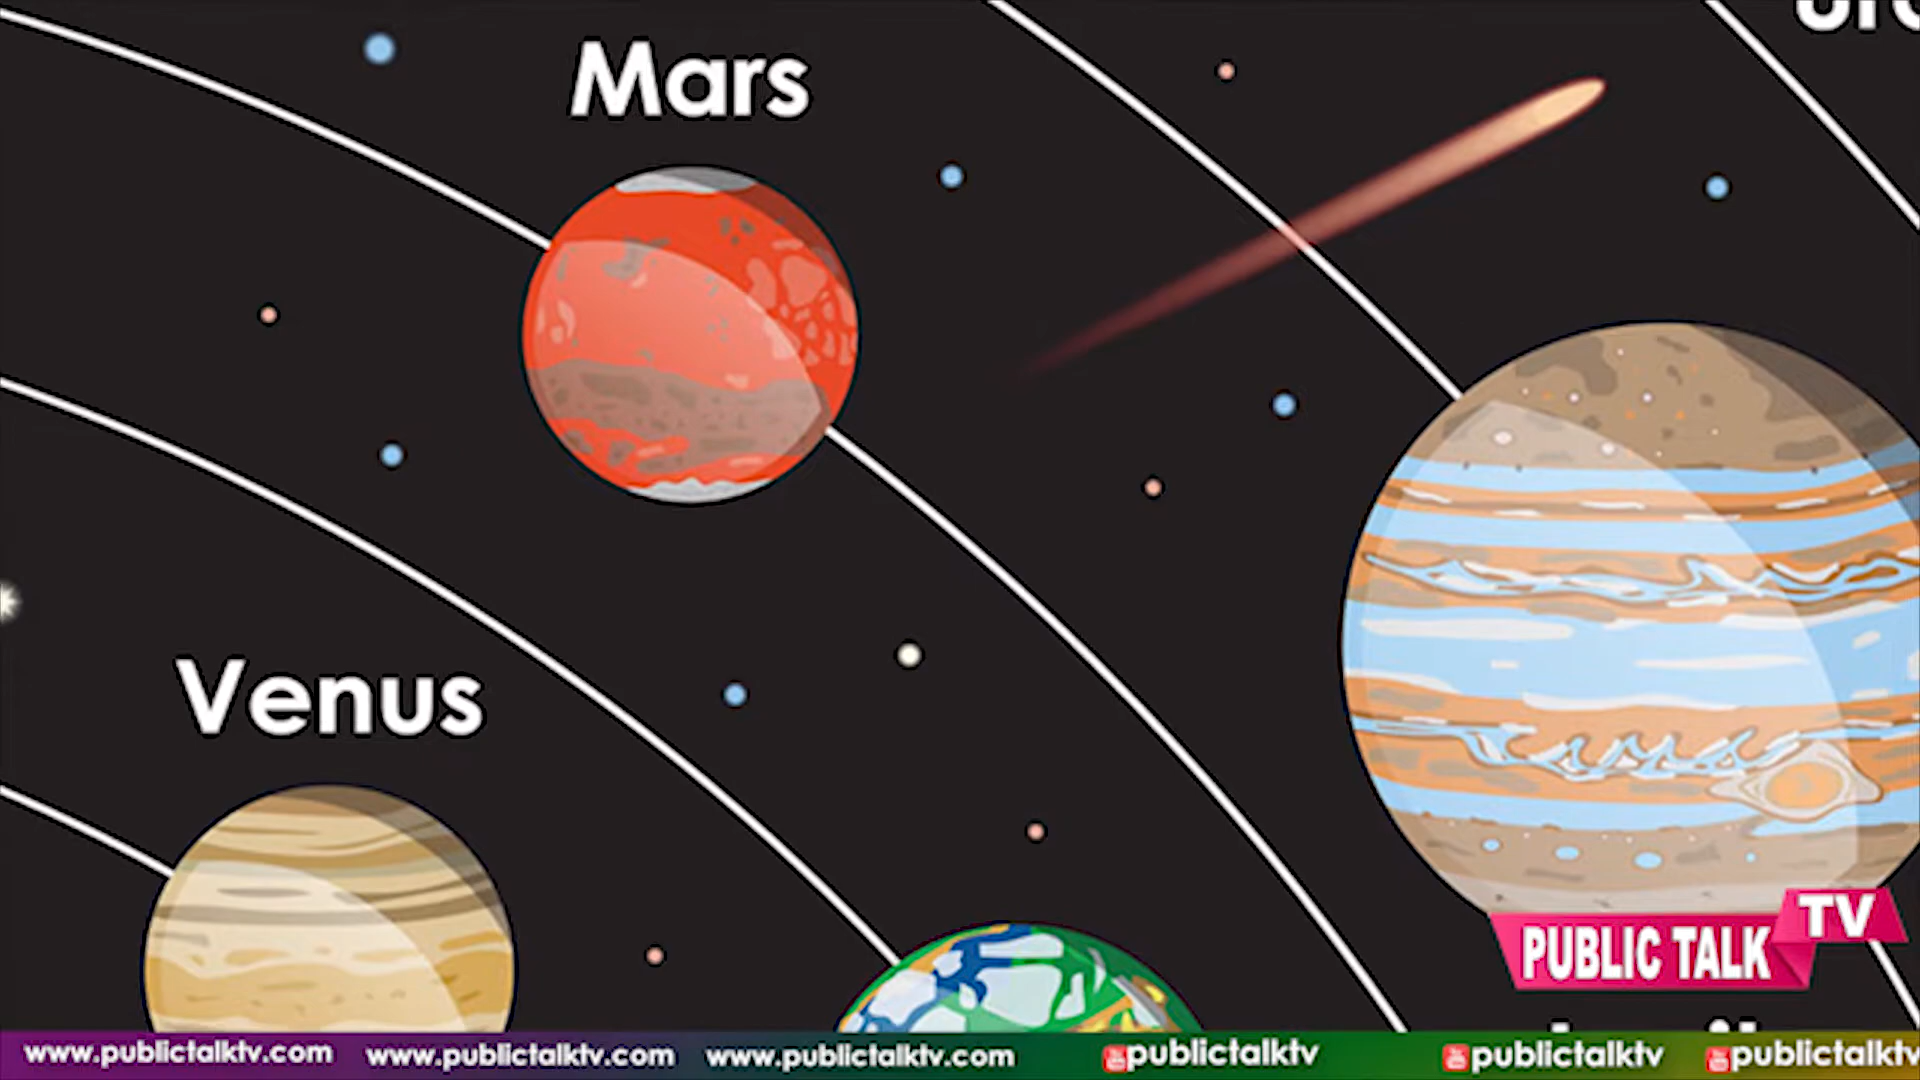 Mars
Venus
PUBLIC TALK TV
www.publictalktv.com www.publictalktv.com www.publictalktv.com publictalktv publictalktv publictalktv